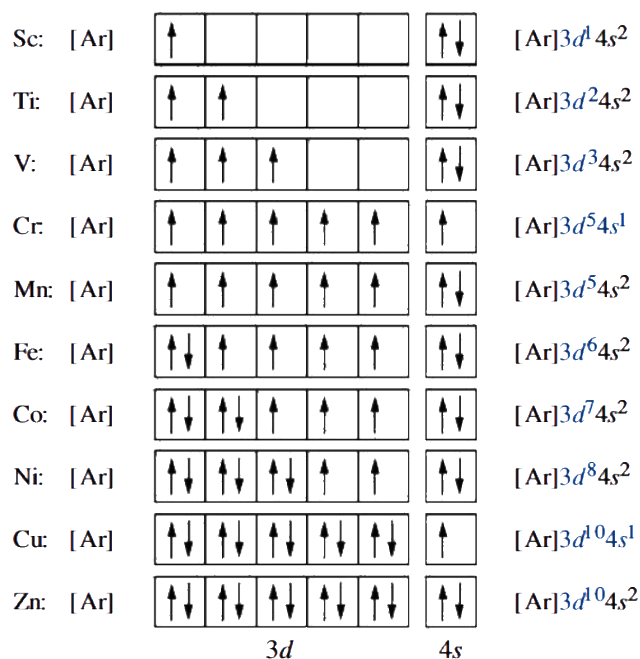 Sc: [Ar] [Ar]3d¹4s²
Ti: [Ar] [Ar]3d²4s²
V: [Ar] [Ar]3d³4s²
Cr: [Ar] [Ar]3d⁵4s¹
Mn: [Ar] [Ar]3d⁵4s²
Fe: [Ar] [Ar]3d⁶4s²
Co: [Ar] [Ar]3d⁷4s²
Ni: [Ar] [Ar]3d⁸4s²
Cu: [Ar] [Ar]3d¹⁰4s¹
Zn: [Ar] [Ar]3d¹⁰4s²
3d 4s